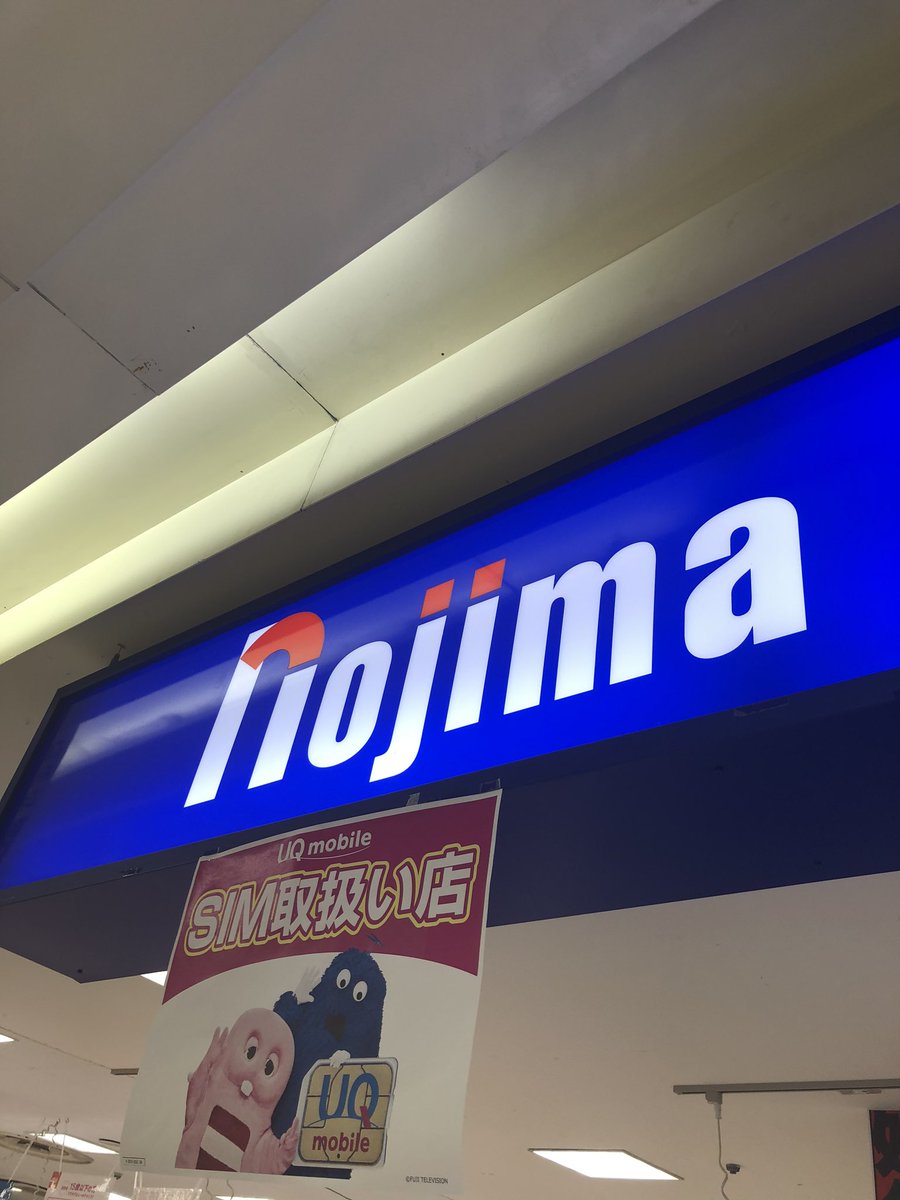 nojima
UQ mobile
SIM取扱い店
UQ
mobile
©FUJI TELEVISION